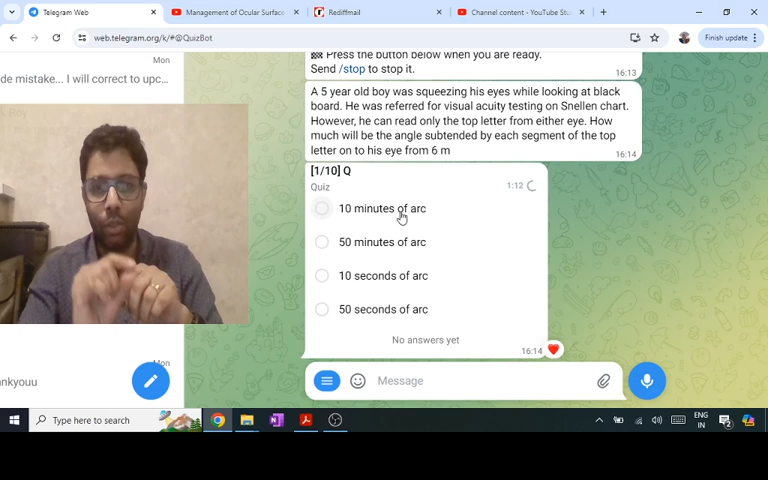 Telegram Web
Management of Ocular Surface
Rediffmail
Channel content - YouTube Stu
web.telegram.org/k/#@QuizBot
Finish update
Mon
de mistake... I will correct to upc...
Press the button below when you are ready.
Send /stop to stop it.
16:13
A 5 year old boy was squeezing his eyes while looking at black
board. He was referred for visual acuity testing on Snellen chart.
However, he can read only the top letter from either eye. How
much will be the angle subtended by each segment of the top
letter on to his eye from 6 m
16:14
[1/10] Q
Quiz
1:12
10 minutes of arc
50 minutes of arc
10 seconds of arc
50 seconds of arc
No answers yet
16:14
Mon
ankyouu
Message
Type here to search
ENG
IN
2